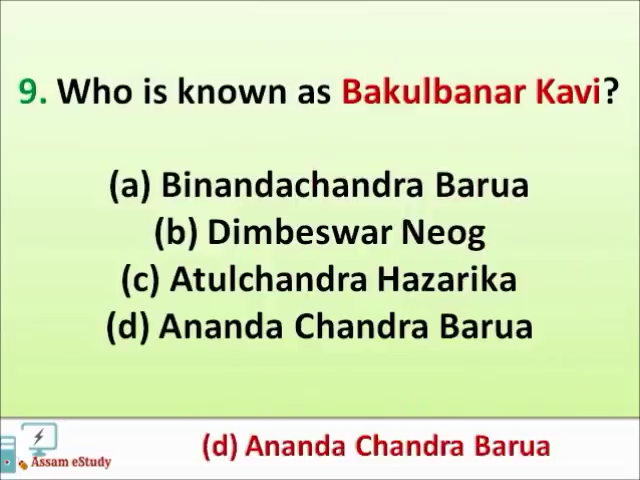 9. Who is known as Bakulbanar Kavi?
(a) Binandachandra Barua
(b) Dimbeswar Neog
(c) Atulchandra Hazarika
(d) Ananda Chandra Barua
Assam eStudy
(d) Ananda Chandra Barua